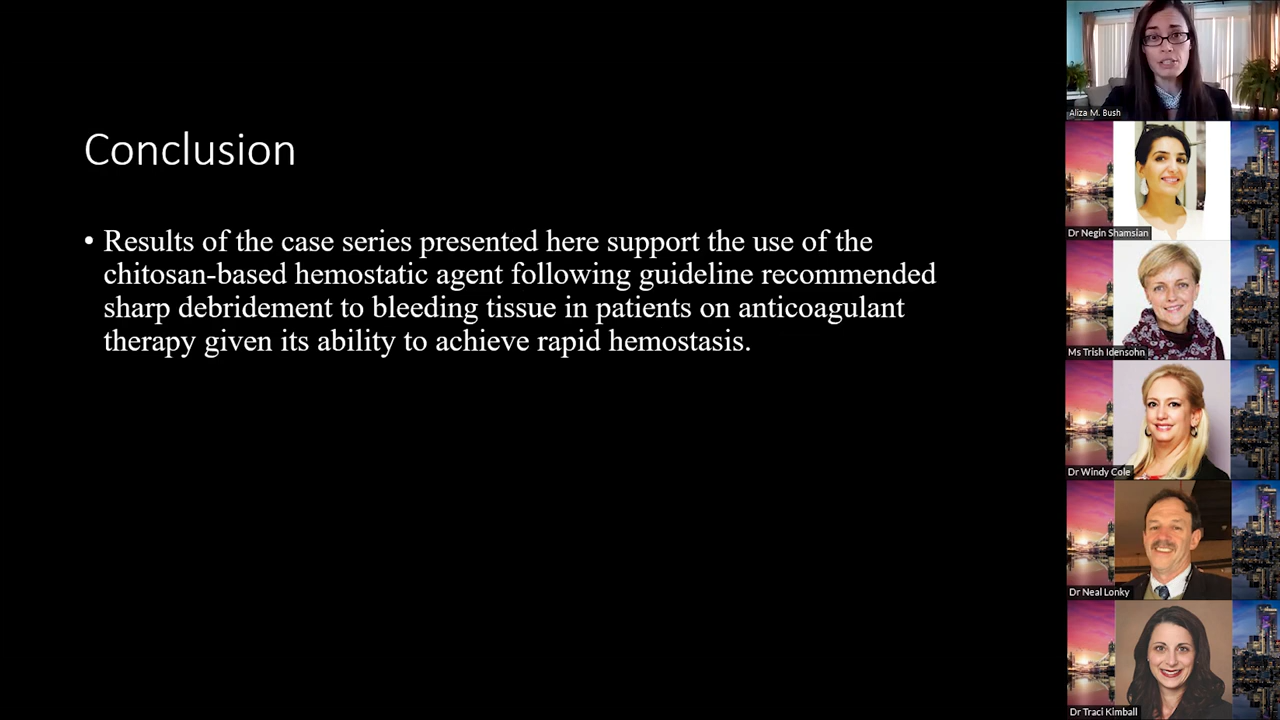 Conclusion
• Results of the case series presented here support the use of the
chitosan-based hemostatic agent following guideline recommended
sharp debridement to bleeding tissue in patients on anticoagulant
therapy given its ability to achieve rapid hemostasis.
Aliza M. Bush
Dr Negin Shamsian
Ms Trish Idensohn
Dr Windy Cole
Dr Neal Lonky
Dr Traci Kimball